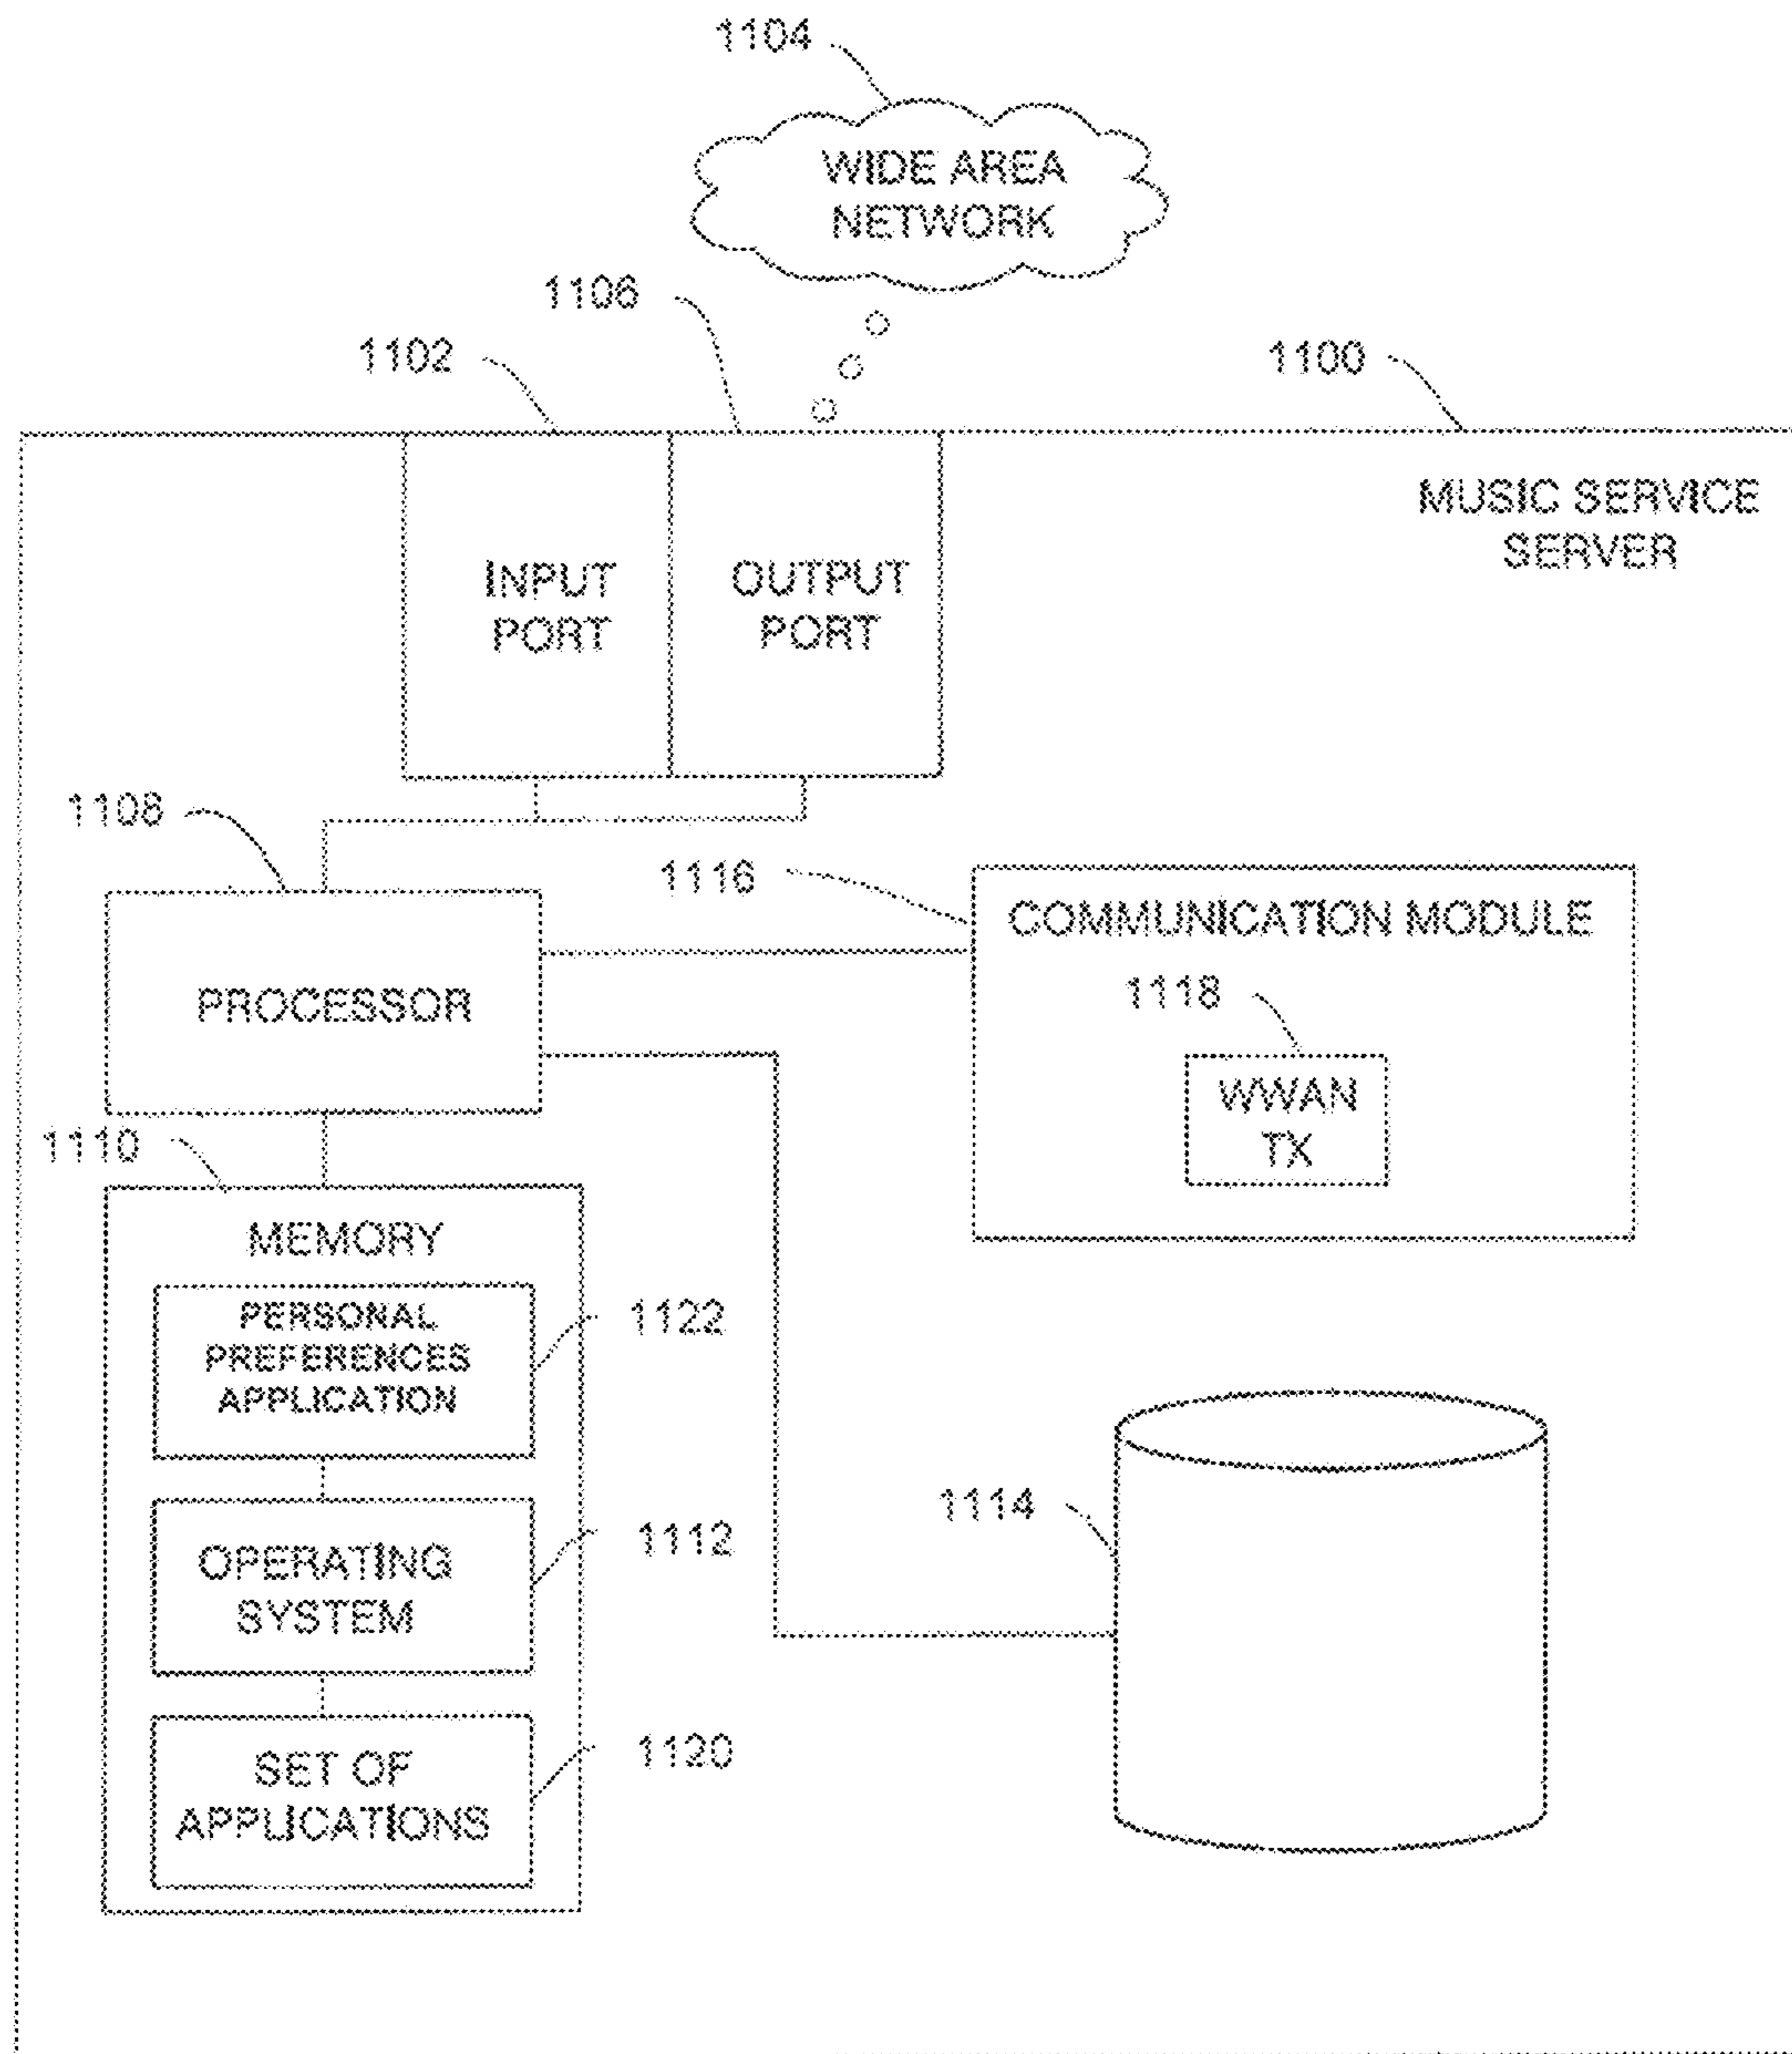 1104
WIDE AREA
NETWORK
1106
1102
1100
MUSIC SERVICE
SERVER
INPUT
PORT
OUTPUT
PORT
1108
1116
COMMUNICATION MODULE
PROCESSOR
1118
WWAN
TX
1110
MEMORY
PERSONAL
PREFERENCES
APPLICATION
1122
1114
OPERATING
SYSTEM
1112
SET OF
APPLICATIONS
1120